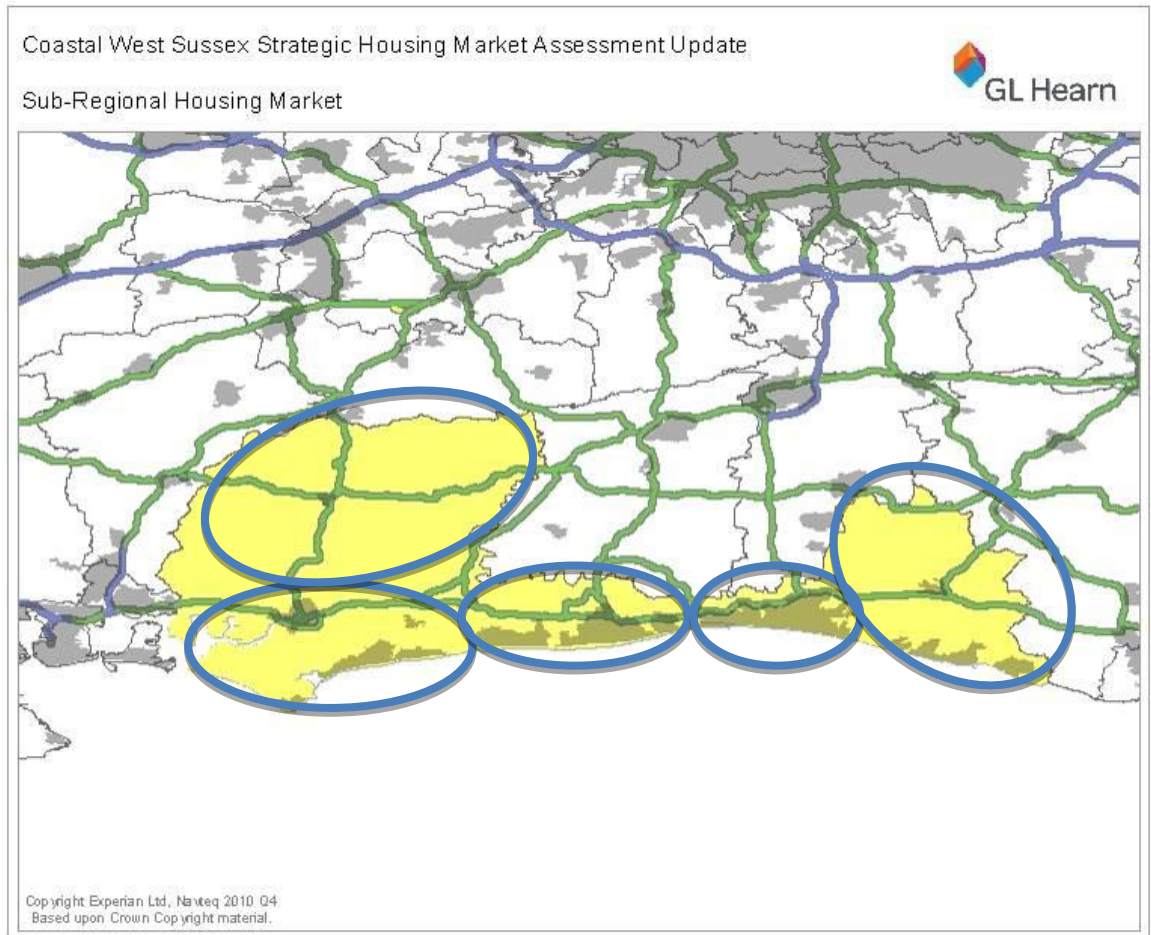 Coastal West Sussex Strategic Housing Market Assessment Update
Sub-Regional Housing Market
GL Hearn
Copyright Experian Ltd, Navteq 2010 Q4
Based upon Crown Copyright material.